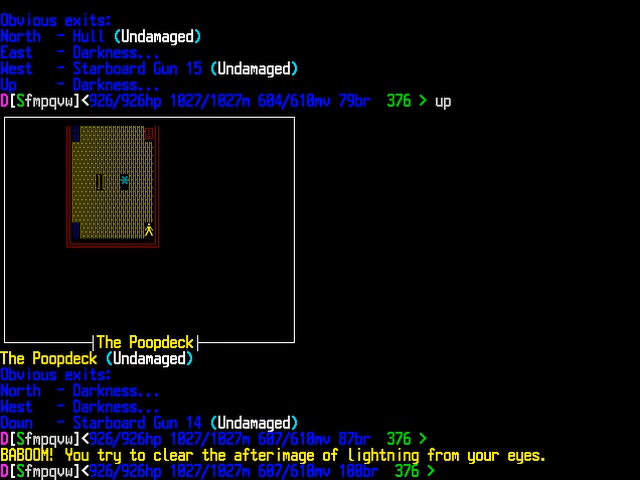 Obvious exits:
North  - Hull (Undamaged)
East   - Darkness...
West   - Starboard Gun 15 (Undamaged)
Up     - Darkness...
D[Sfmpqvw]<926/926hp 1027/1027m 604/610mv 79br  376 > up
The Poopdeck
The Poopdeck (Undamaged)
Obvious exits:
North  - Darkness...
West   - Darkness...
Down   - Starboard Gun 14 (Undamaged)
D[Sfmpqvw]<926/926hp 1027/1027m 607/610mv 87br  376 >
BABOOM! You try to clear the afterimage of lightning from your eyes.
D[Sfmpqvw]<926/926hp 1027/1027m 607/610mv 100br  376 >